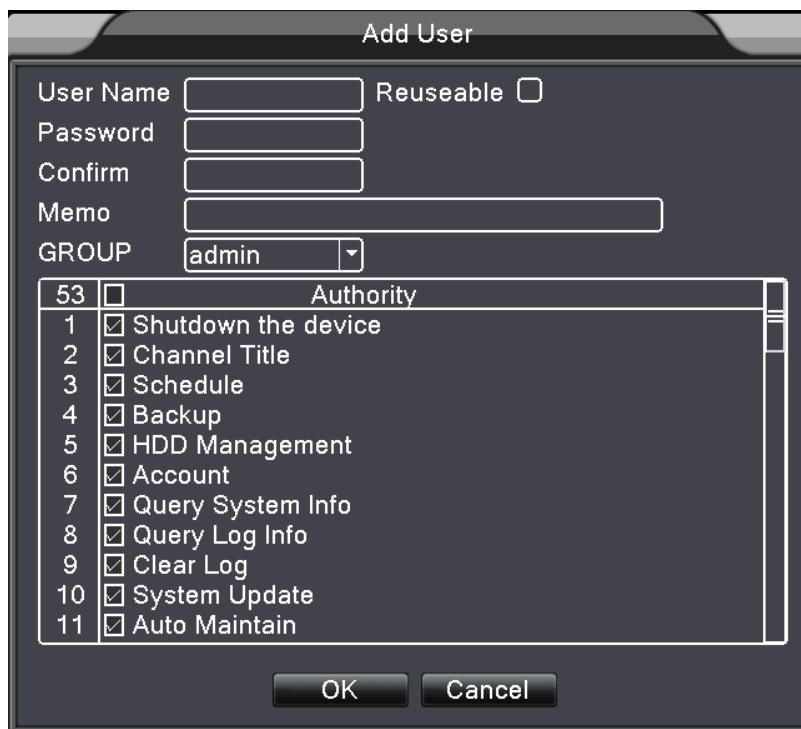 Add User
User Name Reuseable
Password
Confirm
Memo
GROUP admin
53 Authority
1 Shutdown the device
2 Channel Title
3 Schedule
4 Backup
5 HDD Management
6 Account
7 Query System Info
8 Query Log Info
9 Clear Log
10 System Update
11 Auto Maintain
OK Cancel